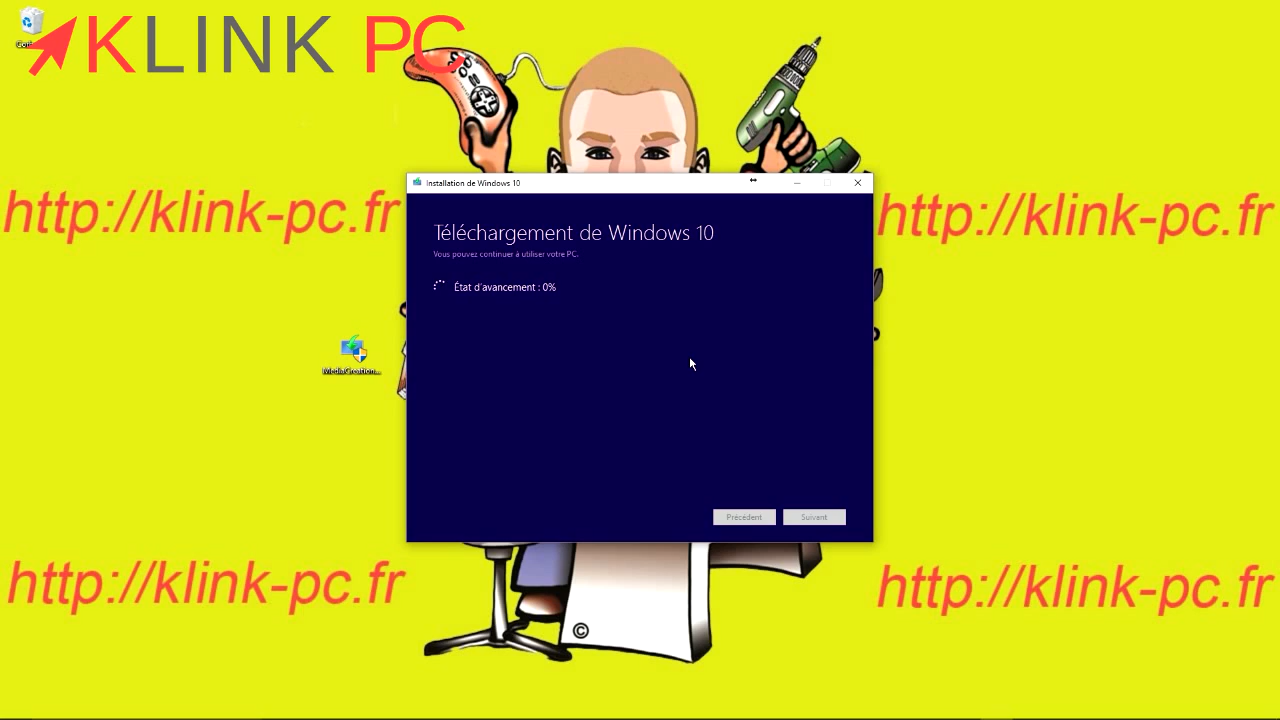 KLINK PC
http://klink-pc.fr
http://klink-pc.fr
Installation de Windows 10
Téléchargement de Windows 10
Vous pouvez continuer à utiliser votre PC.
État d'avancement : 0%
MediaCreation...
Précédent
Suivant
http://klink-pc.fr
http://klink-pc.fr
©